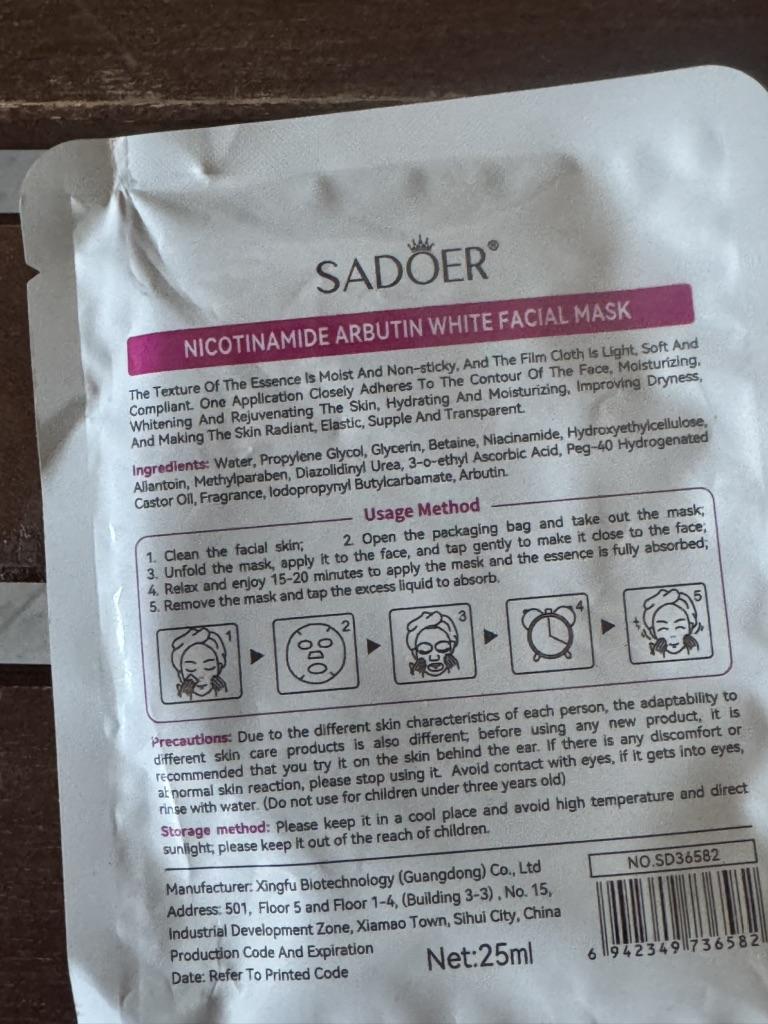 SADOER®
NICOTINAMIDE ARBUTIN WHITE FACIAL MASK
The Texture Of The Essence Is Moist And Non-sticky, And The Film Cloth Is Light, Soft And
Compliant. One Application Closely Adheres To The Contour Of The Face, Moisturizing,
Whitening And Rejuvenating The Skin, Hydrating And Moisturizing, Improving Dryness,
And Making The Skin Radiant, Elastic, Supple And Transparent.
Ingredients: Water, Propylene Glycol, Glycerin, Betaine, Niacinamide, Hydroxyethylcellulose,
Allantoin, Methylparaben, Diazolidinyl Urea, 3-o-ethyl Ascorbic Acid, Peg-40 Hydrogenated
Castor Oil, Fragrance, Iodopropynyl Butylcarbamate, Arbutin.
Usage Method
1. Clean the facial skin; 2. Open the packaging bag and take out the mask;
3. Unfold the mask, apply it to the face, and tap gently to make it close to the face;
4. Relax and enjoy 15-20 minutes to apply the mask and the essence is fully absorbed;
5. Remove the mask and tap the excess liquid to absorb.
1 2 3 4 5
Precautions: Due to the different skin characteristics of each person, the adaptability to
different skin care products is also different; before using any new product, it is
recommended that you try it on the skin behind the ear. If there is any discomfort or
abnormal skin reaction, please stop using it. Avoid contact with eyes, if it gets into eyes,
rinse with water. (Do not use for children under three years old)
Storage method: Please keep it in a cool place and avoid high temperature and direct
sunlight; please keep it out of the reach of children.
Manufacturer: Xingfu Biotechnology (Guangdong) Co., Ltd
Address: 501, Floor 5 and Floor 1-4, (Building 3-3) , No. 15,
Industrial Development Zone, Xiamao Town, Sihui City, China
Production Code And Expiration
Date: Refer To Printed Code
Net:25ml
NO.SD36582
6 942349 736582